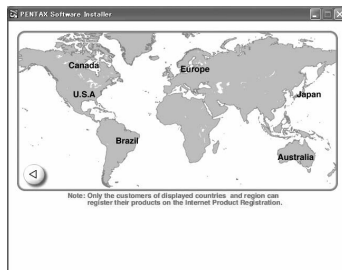 PENTAX Software Installer
Canada
Europe
U.S.A
Japan
Brazil
Australia
Note: Only the customers of displayed countries and region can
register their products on the Internet Product Registration.